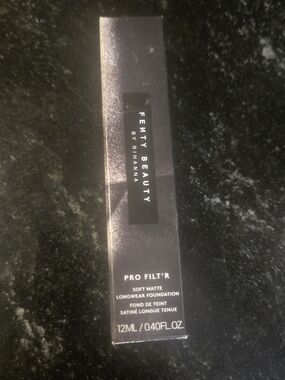 FENTY BEAUTY
BY RIHANNA
PRO FILT'R
SOFT MATTE
LONGWEAR FOUNDATION
FOND DE TEINT
SATINÉ LONGUE TENUE
12ML / 0.40FL.OZ.